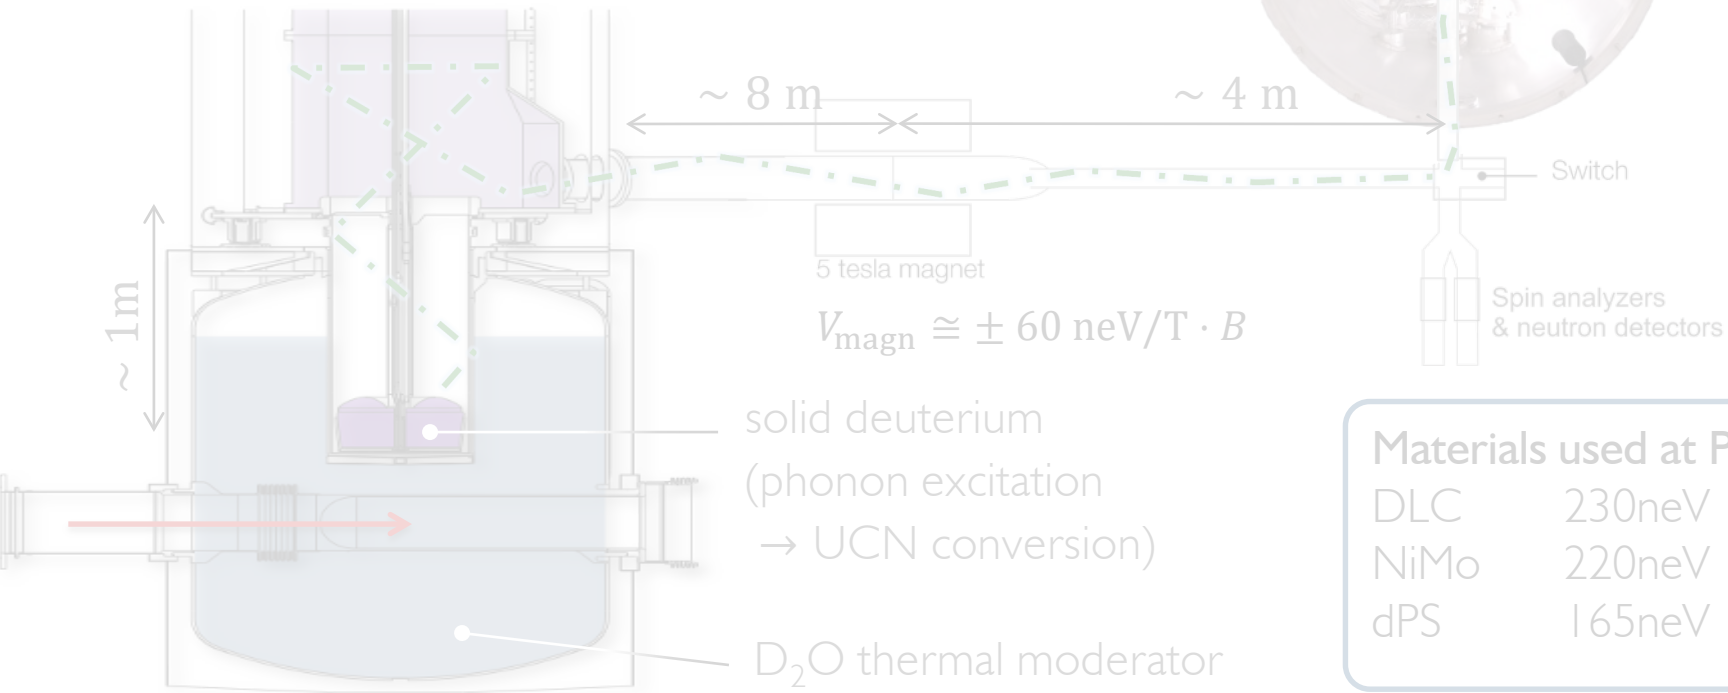 ~ 8 m
~ 4 m
Switch
~ 1m
5 tesla magnet
Vmagn ≅ ± 60 neV/T · B
Spin analyzers
& neutron detectors
solid deuterium
(phonon excitation
→ UCN conversion)
D₂O thermal moderator
Materials used at P
DLC 230neV
NiMo 220neV
dPS 165neV